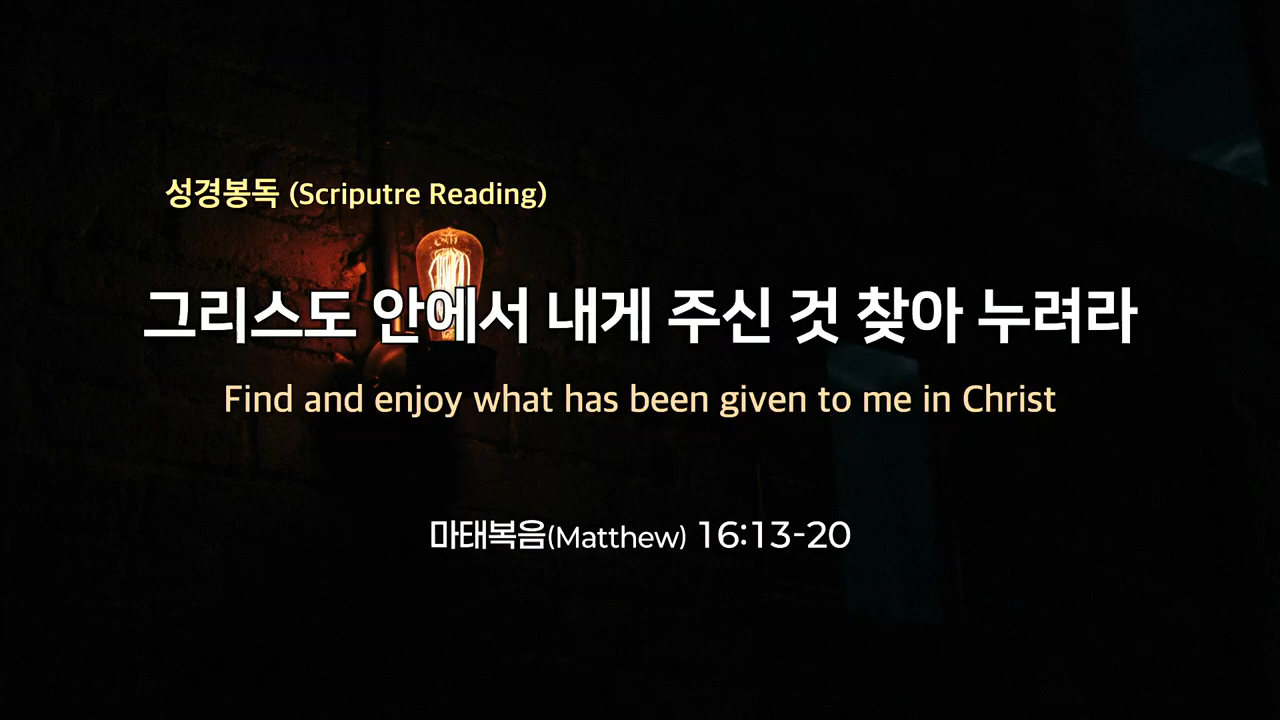 성경봉독 (Scriputre Reading)
그리스도 안에서 내게 주신 것 찾아 누려라
Find and enjoy what has been given to me in Christ
마태복음(Matthew) 16:13-20